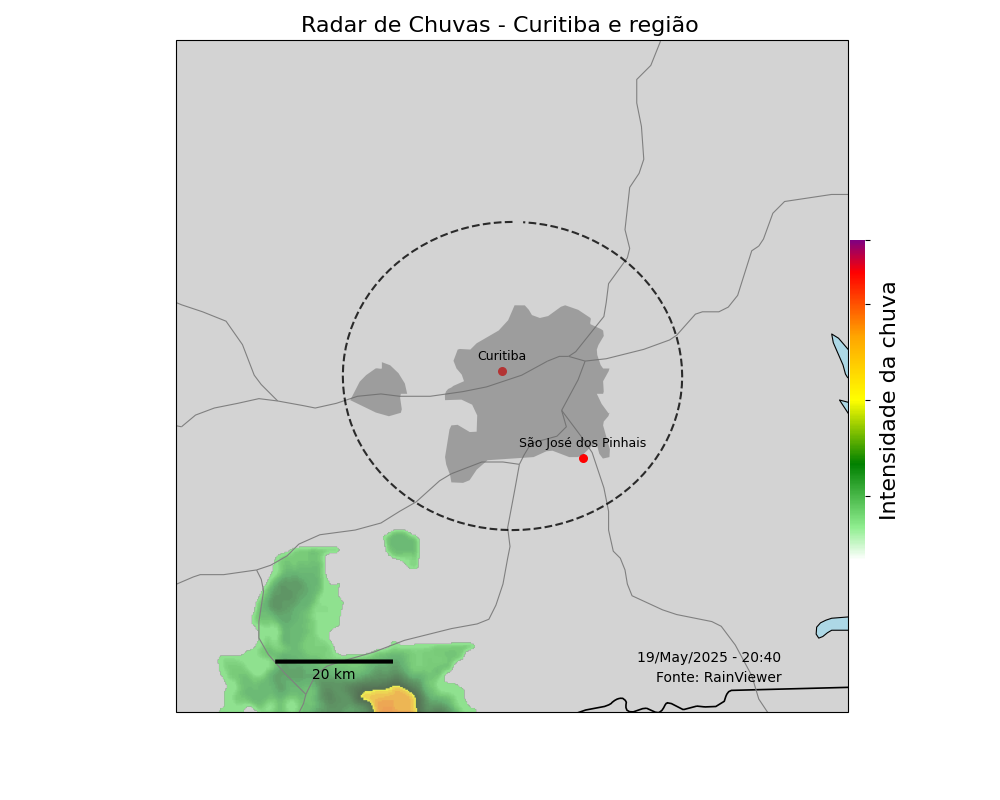 Radar de Chuvas - Curitiba e região
Curitiba
São José dos Pinhais
Intensidade da chuva
20 km
19/May/2025 - 20:40
Fonte: RainViewer